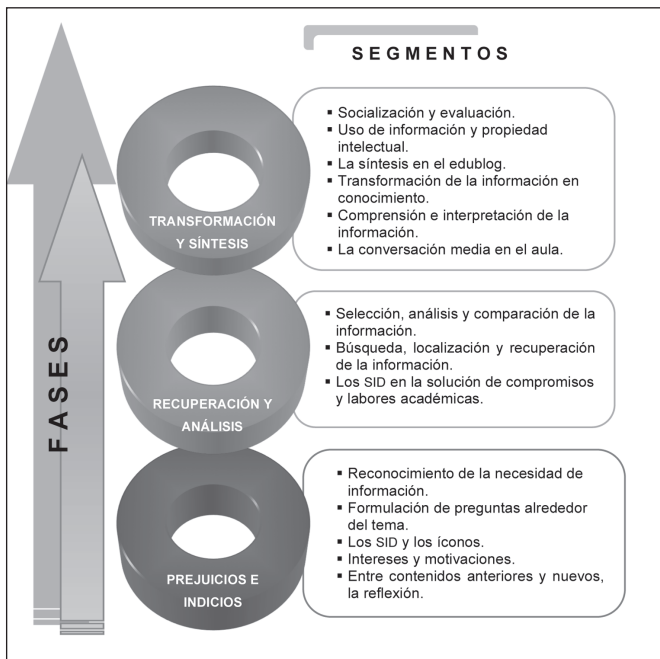 SEGMENTOS
FASES
TRANSFORMACIÓN
Y SÍNTESIS
▪ Socialización y evaluación.
▪ Uso de información y propiedad
intelectual.
▪ La síntesis en el edublog.
▪ Transformación de la información en
conocimiento.
▪ Comprensión e interpretación de la
información.
▪ La conversación media en el aula.
RECUPERACIÓN Y
ANÁLISIS
▪ Selección, análisis y comparación de la
información.
▪ Búsqueda, localización y recuperación
de la información.
▪ Los SID en la solución de compromisos
y labores académicas.
PREJUICIOS E
INDICIOS
▪ Reconocimiento de la necesidad de
información.
▪ Formulación de preguntas alrededor
del tema.
▪ Los SID y los íconos.
▪ Intereses y motivaciones.
▪ Entre contenidos anteriores y nuevos,
la reflexión.